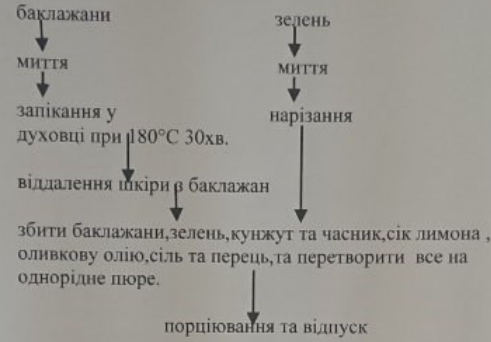 баклажани
зелень
миття
миття
запікання у
духовці при 180°С 30хв.
нарізання
віддалення шкіри з баклажан
збити баклажани,зелень,кунжут та часник,сік лимона ,
оливкову олію,сіль та перець,та перетворити все на
однорідне пюре.
порціювання та відпуск